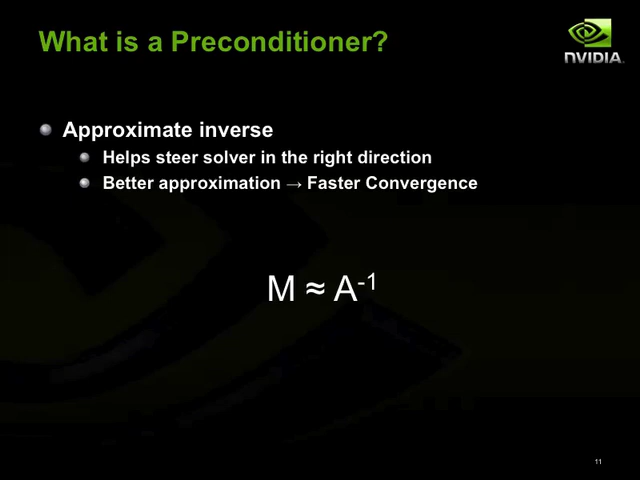 What is a Preconditioner?
NVIDIA.
Approximate inverse
Helps steer solver in the right direction
Better approximation → Faster Convergence
M ≈ A⁻¹
11